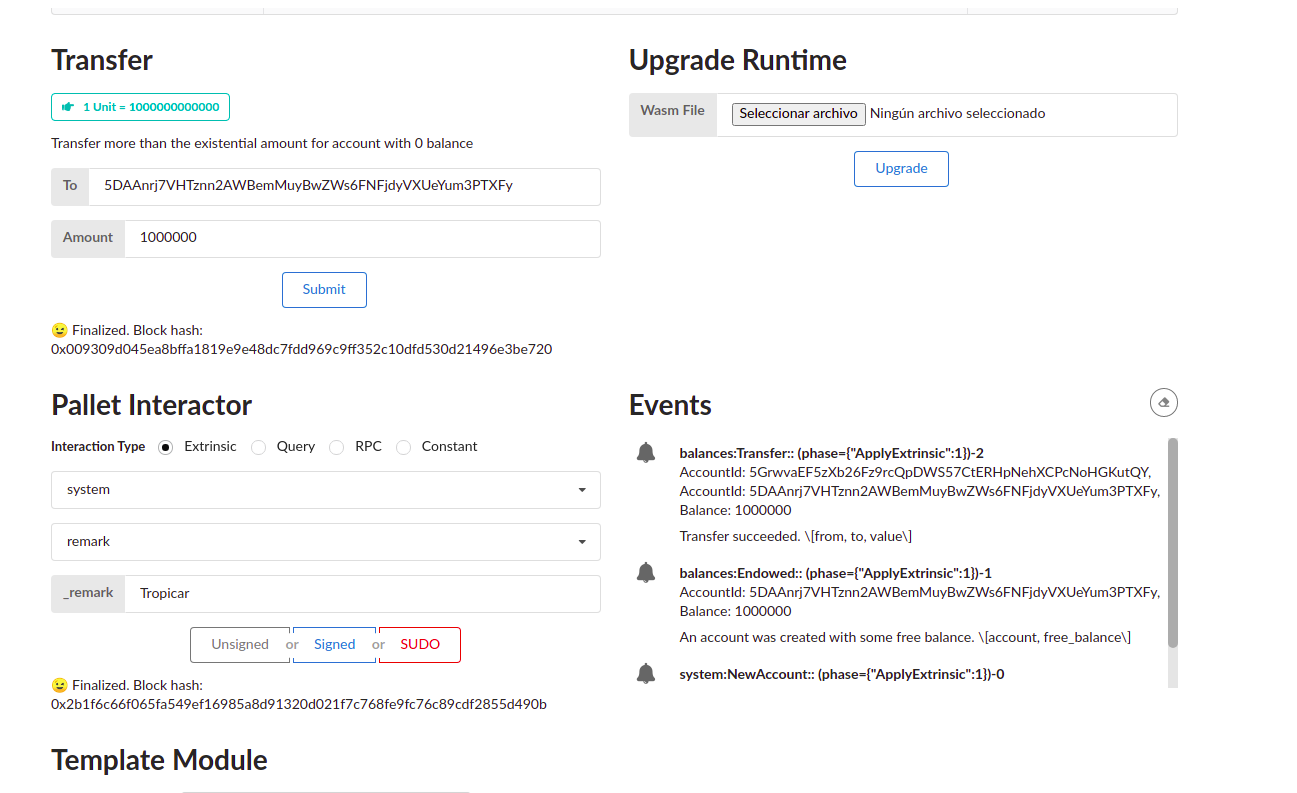 Transfer
1 Unit = 1000000000000
Transfer more than the existential amount for account with 0 balance
To 5DAAnrj7VHTznn2AWBemMuyBwZWs6FNFjdyVXUeYum3PTXFy
Amount 1000000
Submit
😉 Finalized. Block hash:
0x009309d045ea8bffa1819e9e48dc7fdd969c9ff352c10dfd530d21496e3be720
Upgrade Runtime
Wasm File Seleccionar archivo Ningún archivo seleccionado
Upgrade
Pallet Interactor
Interaction Type Extrinsic Query RPC Constant
system
remark
_remark Tropicar
Unsigned or Signed or SUDO
😉 Finalized. Block hash:
0x2b1f6c66f065fa549ef16985a8d91320d021f7c768fe9fc76c89cdf2855d490b
Events
balances:Transfer:: (phase={"ApplyExtrinsic":1})-2
AccountId: 5GrwvaEF5zXb26Fz9rcQpDWS57CtERHpNehXCPcNoHGKutQY,
AccountId: 5DAAnrj7VHTznn2AWBemMuyBwZWs6FNFjdyVXUeYum3PTXFy,
Balance: 1000000
Transfer succeeded. \[from, to, value\]
balances:Endowed:: (phase={"ApplyExtrinsic":1})-1
AccountId: 5DAAnrj7VHTznn2AWBemMuyBwZWs6FNFjdyVXUeYum3PTXFy,
Balance: 1000000
An account was created with some free balance. \[account, free_balance\]
system:NewAccount:: (phase={"ApplyExtrinsic":1})-0
Template Module